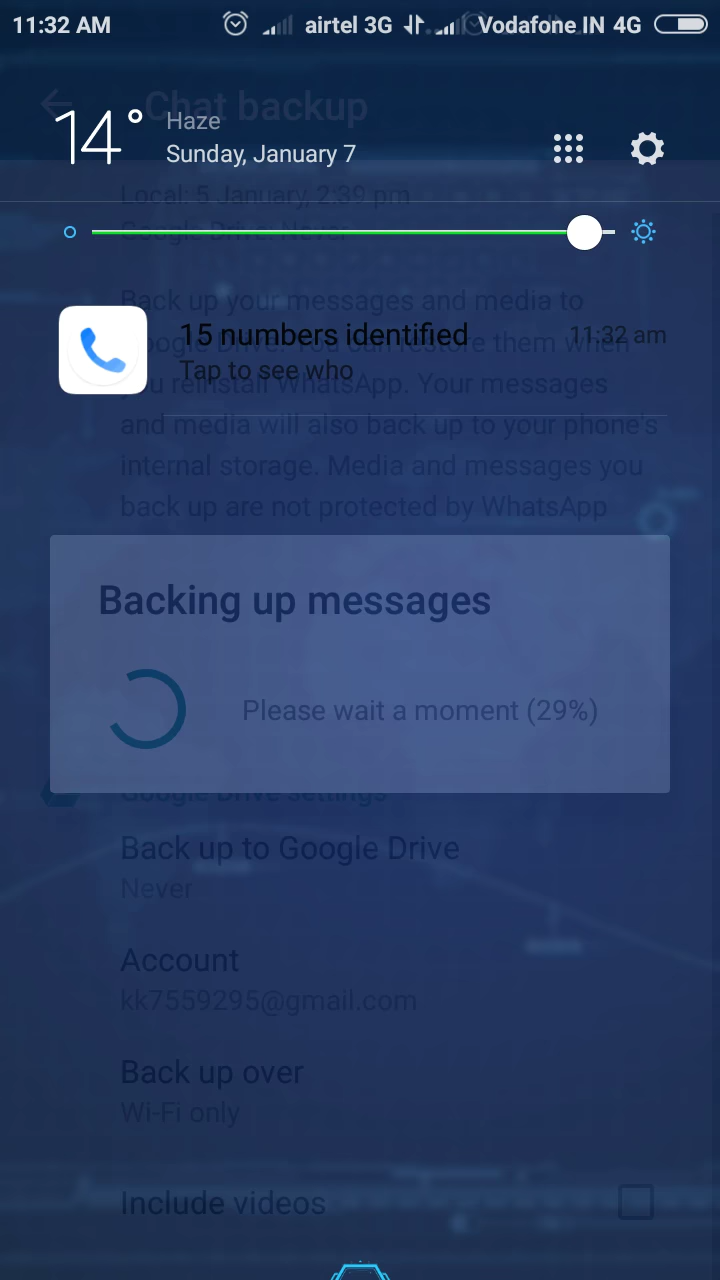 11:32 AM airtel 3G Vodafone IN 4G
Chat backup
14° Haze
Sunday, January 7
Local: 5 January, 2:39 pm
Google Drive: Never
Back up your messages and media to
Google Drive. You can restore them when
you reinstall WhatsApp. Your messages
and media will also back up to your phone's
internal storage. Media and messages you
back up are not protected by WhatsApp
15 numbers identified 11:32 am
Tap to see who
Backing up messages
Please wait a moment (29%)
Google Drive settings
Back up to Google Drive
Never
Account
kk7559295@gmail.com
Back up over
Wi-Fi only
Include videos